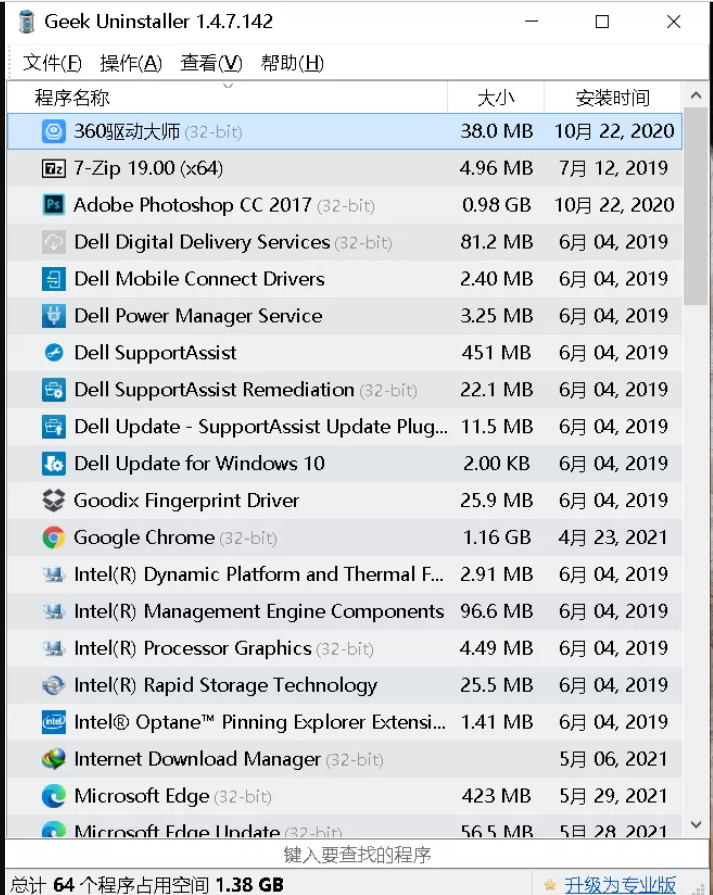 Geek Uninstaller 1.4.7.142
文件(F) 操作(A) 查看(V) 帮助(H)
程序名称 大小 安装时间
360驱动大师 (32-bit) 38.0 MB 10月 22, 2020
7-Zip 19.00 (x64) 4.96 MB 7月 12, 2019
Adobe Photoshop CC 2017 (32-bit) 0.98 GB 10月 22, 2020
Dell Digital Delivery Services (32-bit) 81.2 MB 6月 04, 2019
Dell Mobile Connect Drivers 2.40 MB 6月 04, 2019
Dell Power Manager Service 3.25 MB 6月 04, 2019
Dell SupportAssist 451 MB 6月 04, 2019
Dell SupportAssist Remediation (32-bit) 22.1 MB 6月 04, 2019
Dell Update - SupportAssist Update Plug... 11.5 MB 6月 04, 2019
Dell Update for Windows 10 2.00 KB 6月 04, 2019
Goodix Fingerprint Driver 25.9 MB 6月 04, 2019
Google Chrome (32-bit) 1.16 GB 4月 23, 2021
Intel(R) Dynamic Platform and Thermal F... 2.91 MB 6月 04, 2019
Intel(R) Management Engine Components 96.6 MB 6月 04, 2019
Intel(R) Processor Graphics (32-bit) 4.49 MB 6月 04, 2019
Intel(R) Rapid Storage Technology 25.5 MB 6月 04, 2019
Intel® Optane™ Pinning Explorer Extensi... 1.41 MB 6月 04, 2019
Internet Download Manager (32-bit) 5月 06, 2021
Microsoft Edge (32-bit) 423 MB 5月 29, 2021
Microsoft Edge Update (32-bit) 56.5 MB 5月 28, 2021
键入要查找的程序
总计 64 个程序占用空间 1.38 GB 升级为专业版